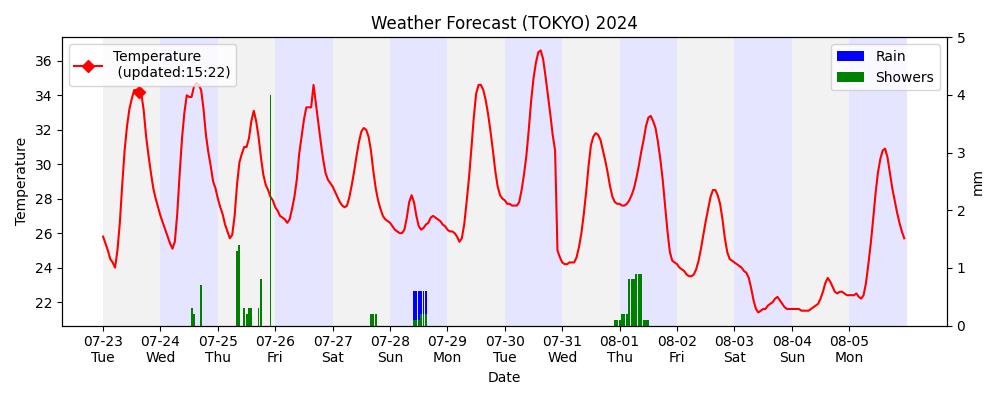 Weather Forecast (TOKYO) 2024
Temperature
(updated:15:22)
Rain
Showers
Temperature
36
34
32
30
28
26
24
22
5
4
3
2
1
0
mm
07-23 07-24 07-25 07-26 07-27 07-28 07-29 07-30 07-31 08-01 08-02 08-03 08-04 08-05
Tue Wed Thu Fri Sat Sun Mon Tue Wed Thu Fri Sat Sun Mon
Date